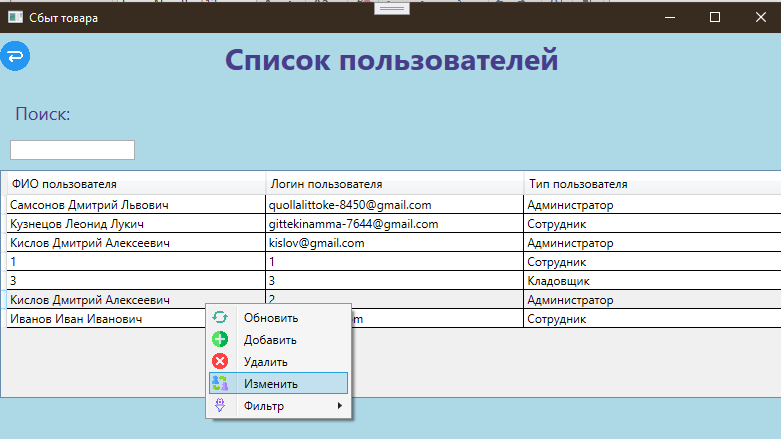 Сбыт товара
Список пользователей
Поиск:
ФИО пользователя Логин пользователя Тип пользователя
Самсонов Дмитрий Львович quollalittoke-8450@gmail.com Администратор
Кузнецов Леонид Лукич gittekinamma-7644@gmail.com Сотрудник
Кислов Дмитрий Алексеевич kislov@gmail.com Администратор
1 1 Сотрудник
3 3 Кладовщик
Кислов Дмитрий Алексеевич 2 Администратор
Иванов Иван Иванович Сотрудник
Обновить
Добавить
Удалить
Изменить
Фильтр